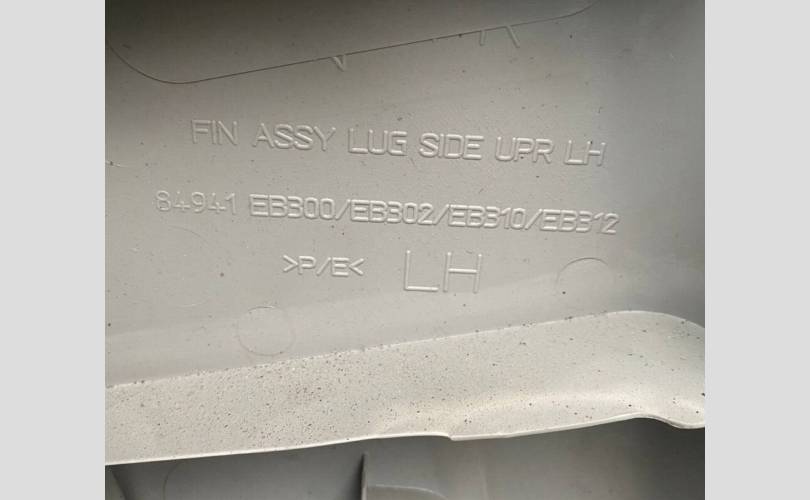 FIN ASSY LUG SIDE UPR LH
84941 EB300/EB302/EB310/EB312
>P/E< LH